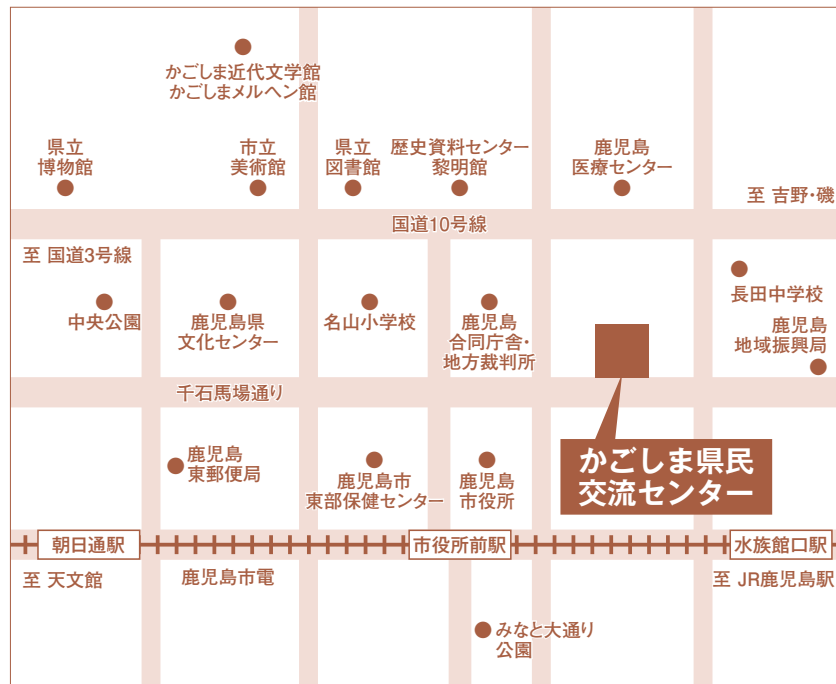 かごしま近代文学館
かごしまメルヘン館
県立
博物館
市立
美術館
県立
図書館
歴史資料センター
黎明館
鹿児島
医療センター
至 吉野・磯
国道10号線
至 国道3号線
中央公園
鹿児島県
文化センター
名山小学校
鹿児島
合同庁舎・
地方裁判所
長田中学校
鹿児島
地域振興局
千石馬場通り
鹿児島
東郵便局
鹿児島市
東部保健センター
鹿児島
市役所
かごしま県民
交流センター
朝日通駅
市役所前駅
水族館口駅
至 天文館
鹿児島市電
至 JR鹿児島駅
みなと大通り
公園